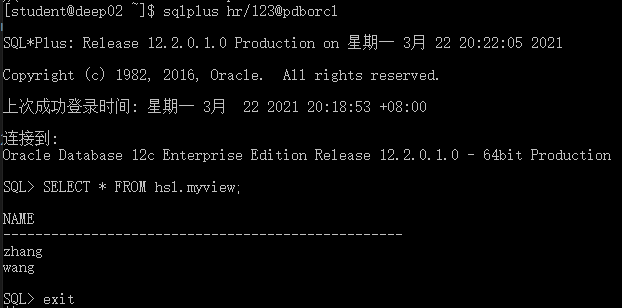 [student@deep02 ~]$ sqlplus hr/123@pdborcl
SQL*Plus: Release 12.2.0.1.0 Production on 星期一 3月 22 20:22:05 2021
Copyright (c) 1982, 2016, Oracle.  All rights reserved.
上次成功登录时间: 星期一 3月  22 2021 20:18:53 +08:00
连接到:
Oracle Database 12c Enterprise Edition Release 12.2.0.1.0 - 64bit Production
SQL> SELECT * FROM hsl.myview;
NAME
--------------------------------------------------
zhang
wang
SQL> exit